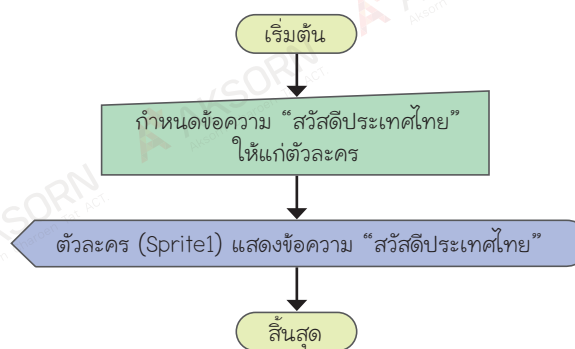 เริ่มต้น
กำหนดข้อความ “สวัสดีประเทศไทย”
ให้แก่ตัวละคร
ตัวละคร (Sprite1) แสดงข้อความ “สวัสดีประเทศไทย”
สิ้นสุด
AKSORN